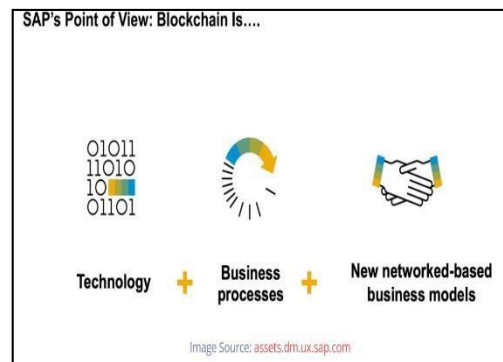 SAP's Point of View: Blockchain Is....
01011
11010
10
01101
Technology + Business processes + New networked-based business models
Image Source: assets.dm.ux.sap.com